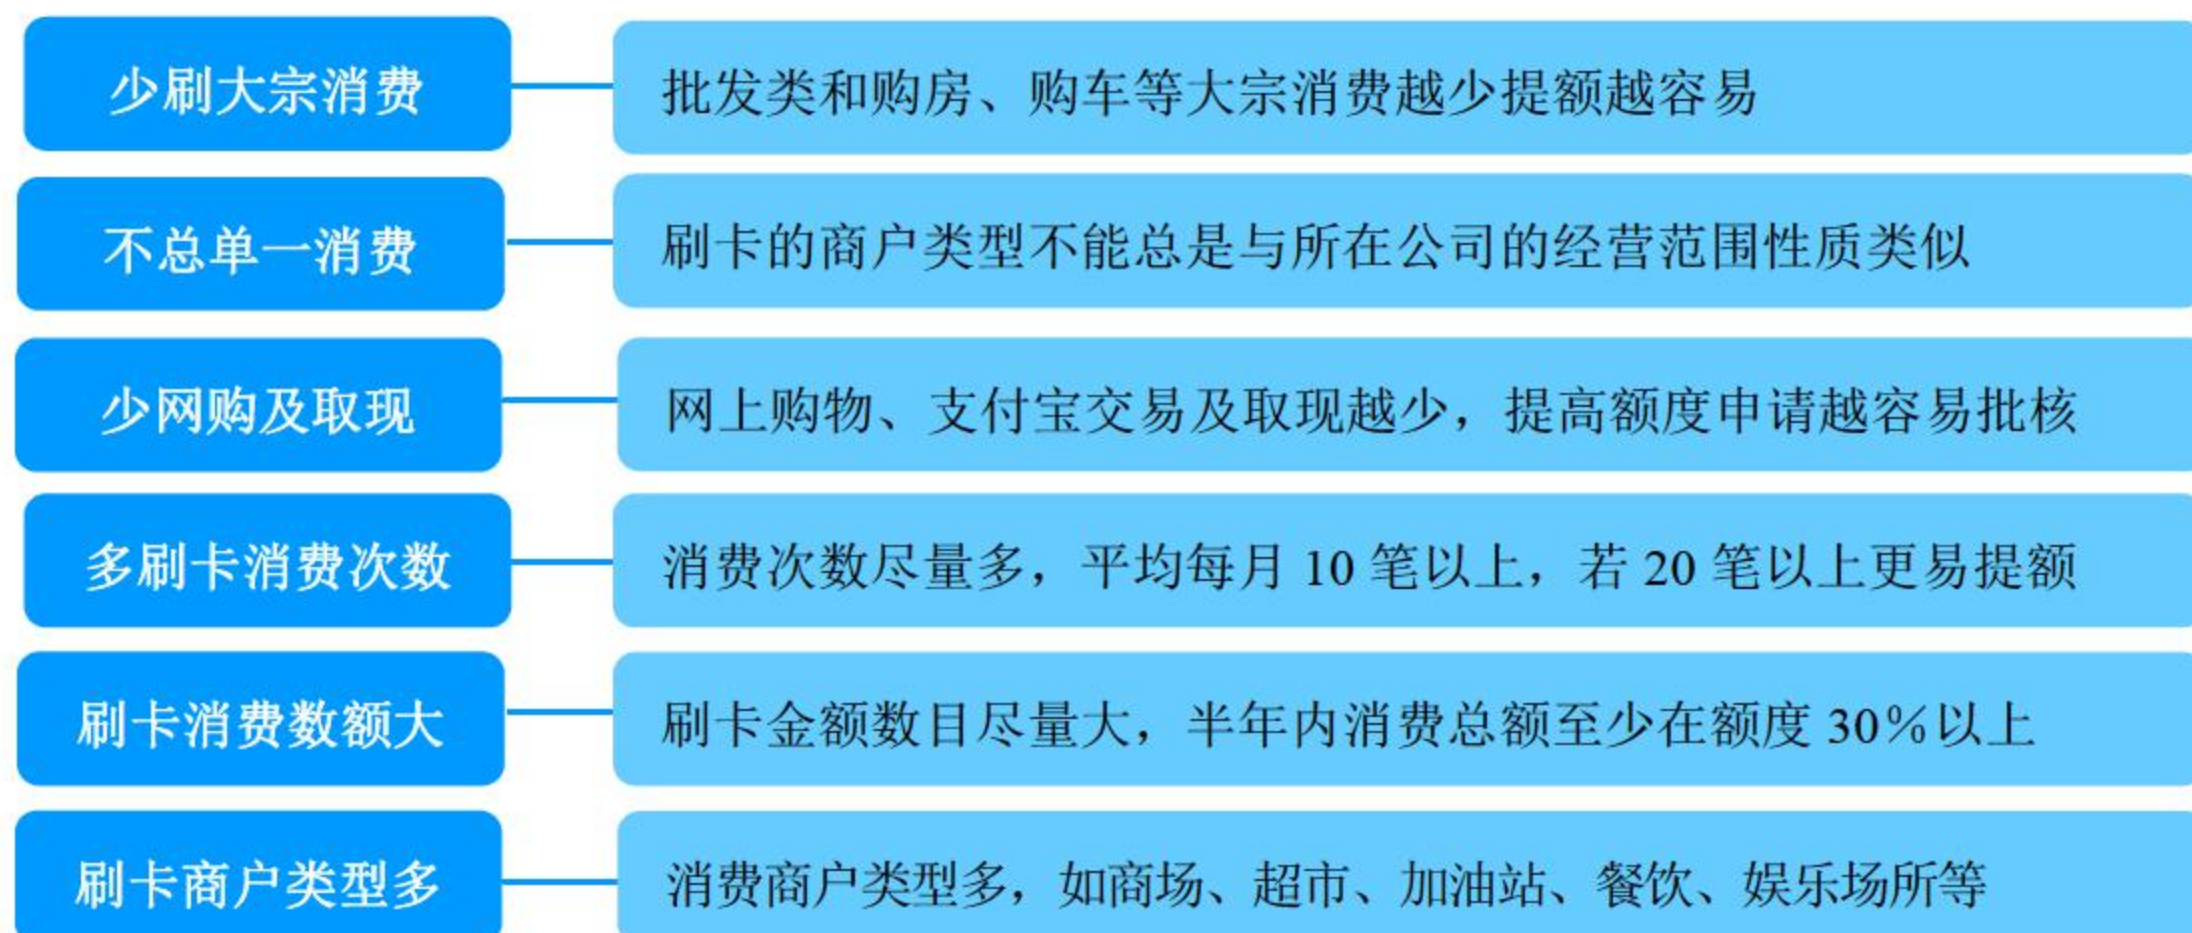 少刷大宗消费
批发类和购房、购车等大宗消费越少提额越容易
不总单一消费
刷卡的商户类型不能总是与所在公司的经营范围性质类似
少网购及取现
网上购物、支付宝交易及取现越少，提高额度申请越容易批核
多刷卡消费次数
消费次数尽量多，平均每月 10 笔以上，若 20 笔以上更易提额
刷卡消费数额大
刷卡金额数目尽量大，半年内消费总额至少在额度 30%以上
刷卡商户类型多
消费商户类型多，如商场、超市、加油站、餐饮、娱乐场所等